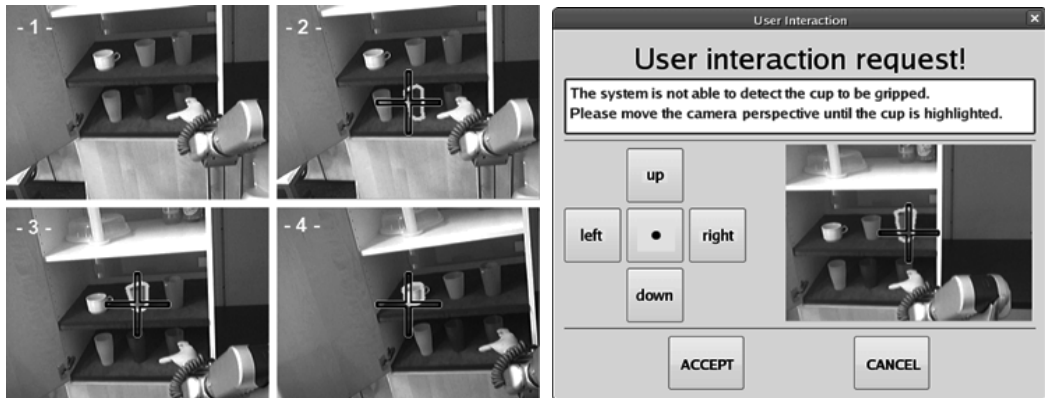 - 1 -
- 2 -
- 3 -
- 4 -
User Interaction
User interaction request!
The system is not able to detect the cup to be gripped.
Please move the camera perspective until the cup is highlighted.
up
left
right
down
ACCEPT
CANCEL